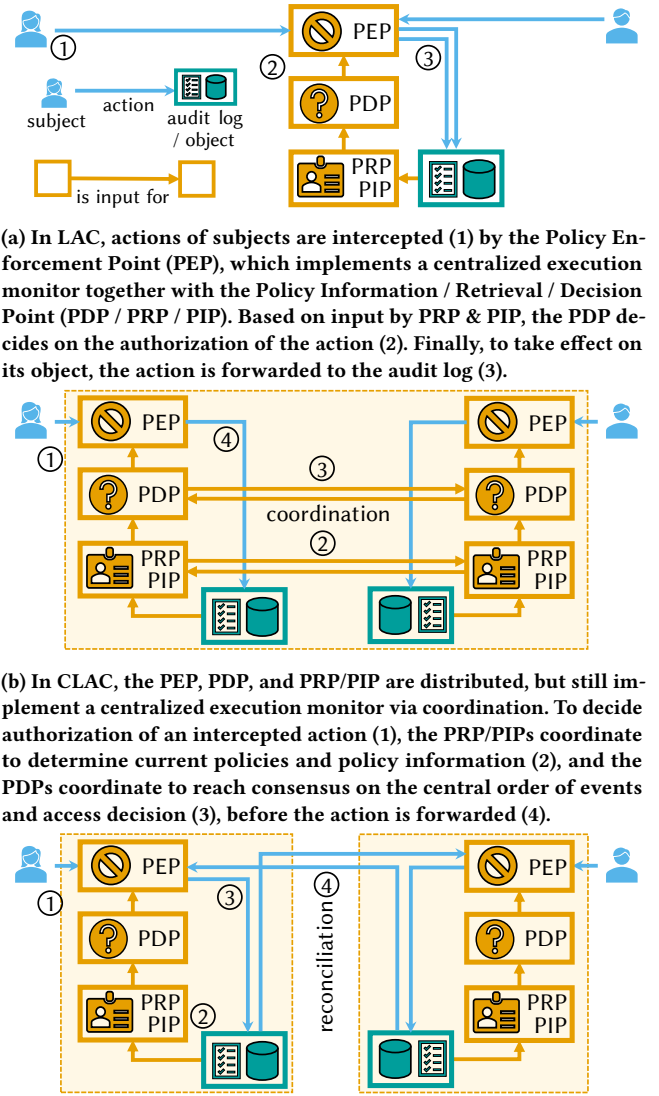 ①
PEP
②
③
PDP
subject
action
audit log
/ object
PRP
PIP
is input for
(a) In LAC, actions of subjects are intercepted (1) by the Policy En-
forcement Point (PEP), which implements a centralized execution
monitor together with the Policy Information / Retrieval / Decision
Point (PDP / PRP / PIP). Based on input by PRP & PIP, the PDP de-
cides on the authorization of the action (2). Finally, to take effect on
its object, the action is forwarded to the audit log (3).
PEP
④
PEP
①
③
PDP
PDP
coordination
②
PRP
PIP
PRP
PIP
(b) In CLAC, the PEP, PDP, and PRP/PIP are distributed, but still im-
plement a centralized execution monitor via coordination. To decide
authorization of an intercepted action (1), the PRP/PIPs coordinate
to determine current policies and policy information (2), and the
PDPs coordinate to reach consensus on the central order of events
and access decision (3), before the action is forwarded (4).
PEP
③
④
PEP
①
PDP
reconciliation
PDP
PRP
PIP
②
PRP
PIP